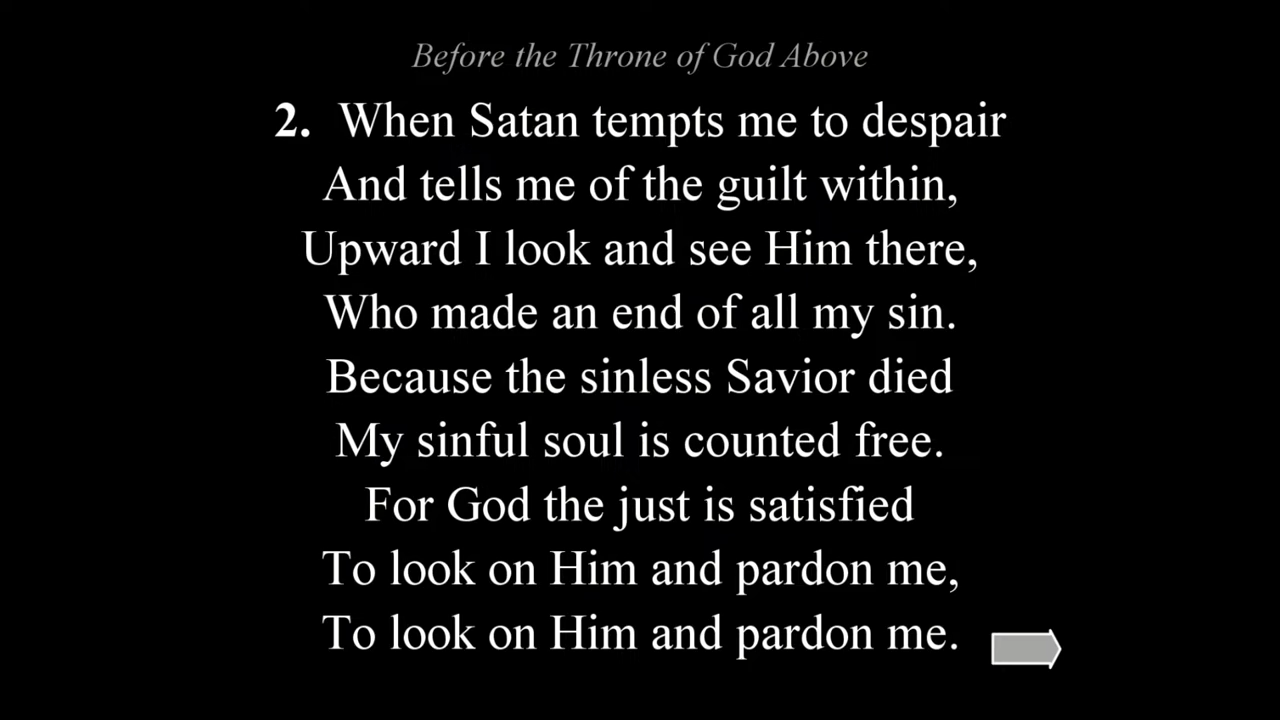 Before the Throne of God Above
2. When Satan tempts me to despair
And tells me of the guilt within,
Upward I look and see Him there,
Who made an end of all my sin.
Because the sinless Savior died
My sinful soul is counted free.
For God the just is satisfied
To look on Him and pardon me,
To look on Him and pardon me.